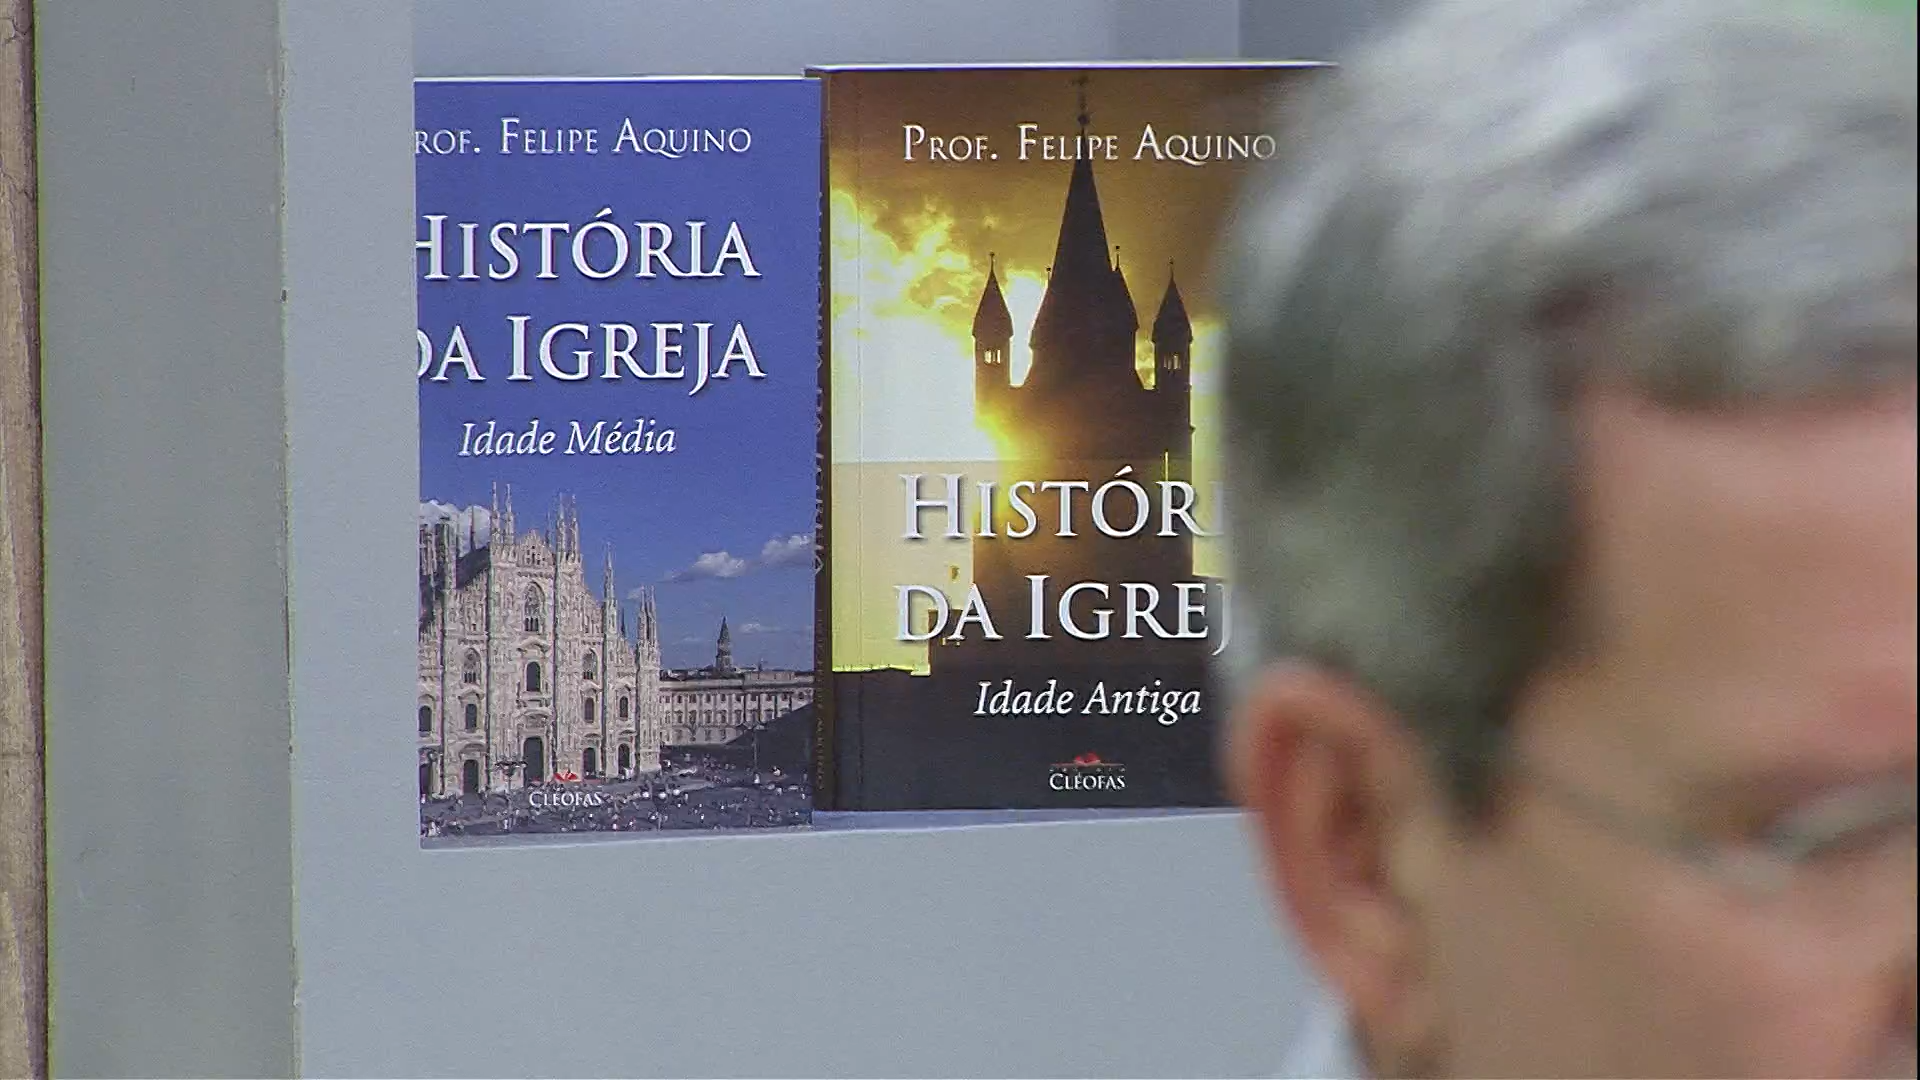 ROF. FELIPE AQUINO
HISTÓRIA
DA IGREJA
Idade Média
CLÉOFAS
PROF. FELIPE AQUINO
HISTÓRI
DA IGREJ
Idade Antiga
CLÉOFAS